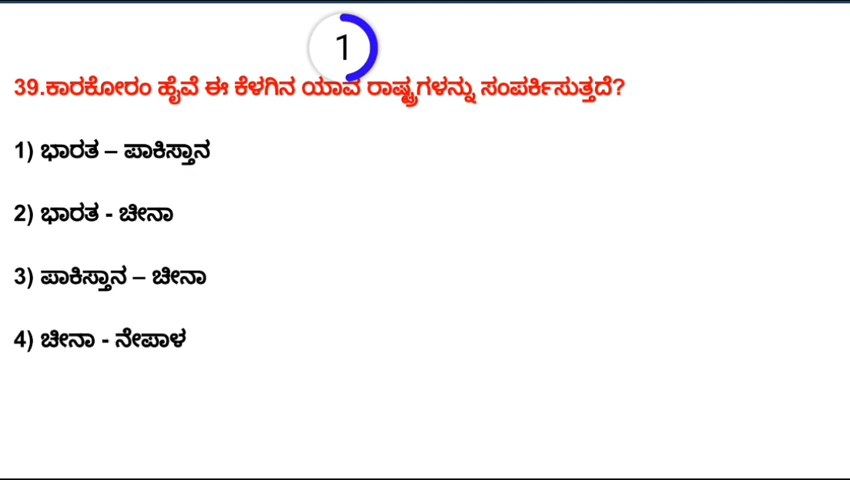 1
39.ಕಾರಕೋರಂ ಹೈವೆ ಈ ಕೆಳಗಿನ ಯಾವ ರಾಷ್ಟ್ರಗಳನ್ನು ಸಂಪರ್ಕಿಸುತ್ತದೆ?
1) ಭಾರತ – ಪಾಕಿಸ್ತಾನ
2) ಭಾರತ - ಚೀನಾ
3) ಪಾಕಿಸ್ತಾನ – ಚೀನಾ
4) ಚೀನಾ - ನೇಪಾಳ